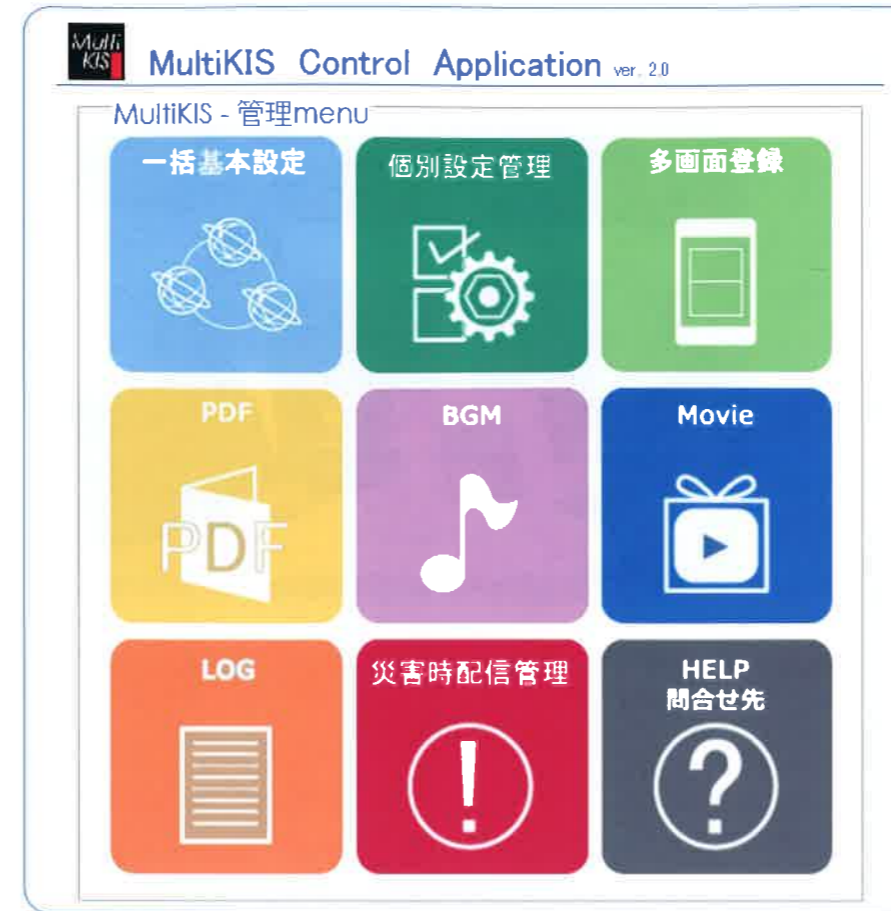 Multi
KIS
MultiKIS Control Application ver. 2.0
MultiKIS - 管理menu
一括基本設定
個別設定管理
多画面登録
PDF
BGM
Movie
PDF
LOG
災害時配信管理
HELP
問合せ先